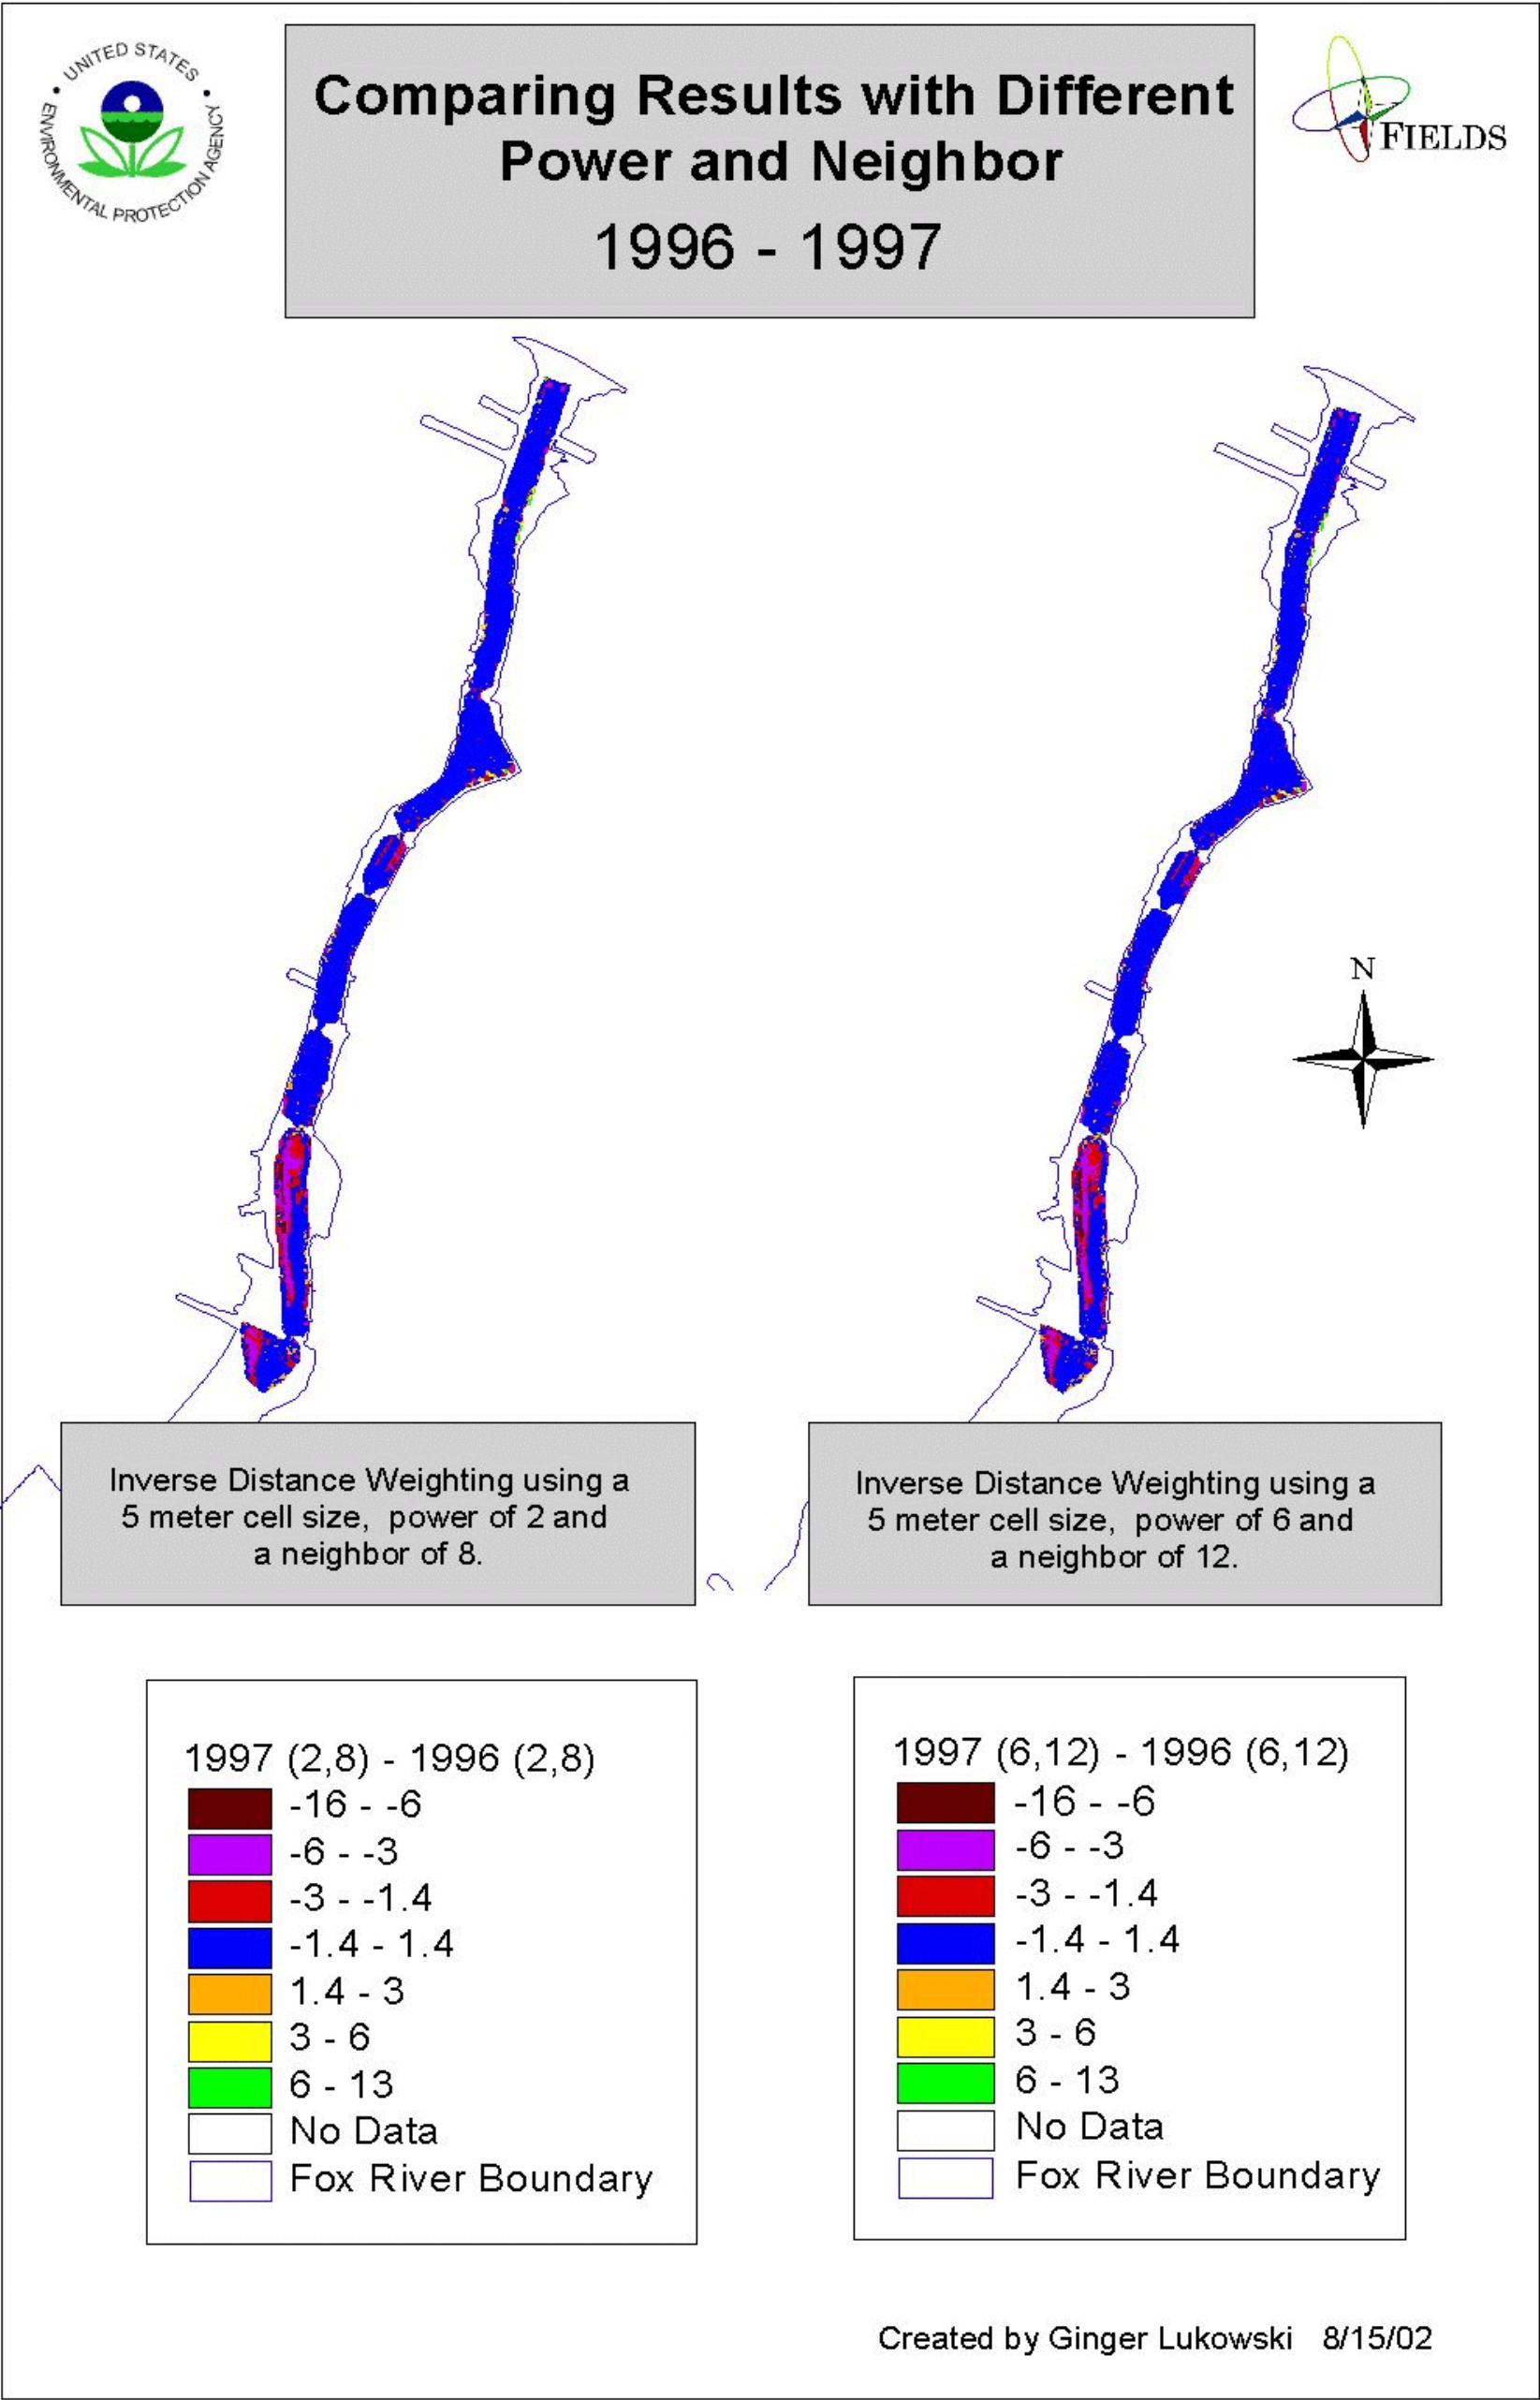 UNITED STATES
ENVIRONMENTAL PROTECTION AGENCY
Comparing Results with Different
Power and Neighbor
1996 - 1997
FIELDS
N
Inverse Distance Weighting using a
5 meter cell size, power of 2 and
a neighbor of 8.
Inverse Distance Weighting using a
5 meter cell size, power of 6 and
a neighbor of 12.
1997 (2,8) - 1996 (2,8)
-16 - -6
-6 - -3
-3 - -1.4
-1.4 - 1.4
1.4 - 3
3 - 6
6 - 13
No Data
Fox River Boundary
1997 (6,12) - 1996 (6,12)
-16 - -6
-6 - -3
-3 - -1.4
-1.4 - 1.4
1.4 - 3
3 - 6
6 - 13
No Data
Fox River Boundary
Created by Ginger Lukowski 8/15/02